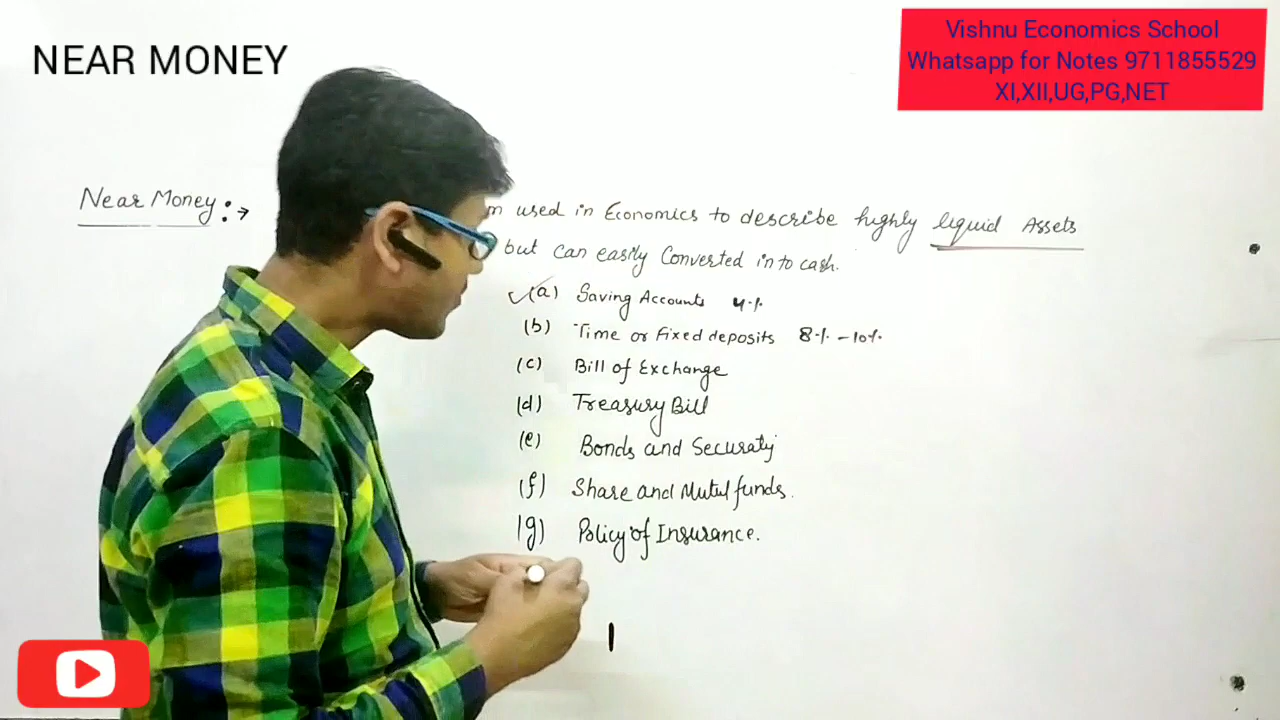 NEAR MONEY
Vishnu Economics School
Whatsapp for Notes 9711855529
XI,XII,UG,PG,NET
Near Money :→ used in Economics to describe highly liquid Assets
but can easily Converted in to cash.
(a) Saving Accounts 4%
(b) Time or Fixed deposits 8% - 10%
(c) Bill of Exchange
(d) Treasury Bill
(e) Bonds and Securaty
(f) Share and Mutul funds.
(g) Policy of Insurance.